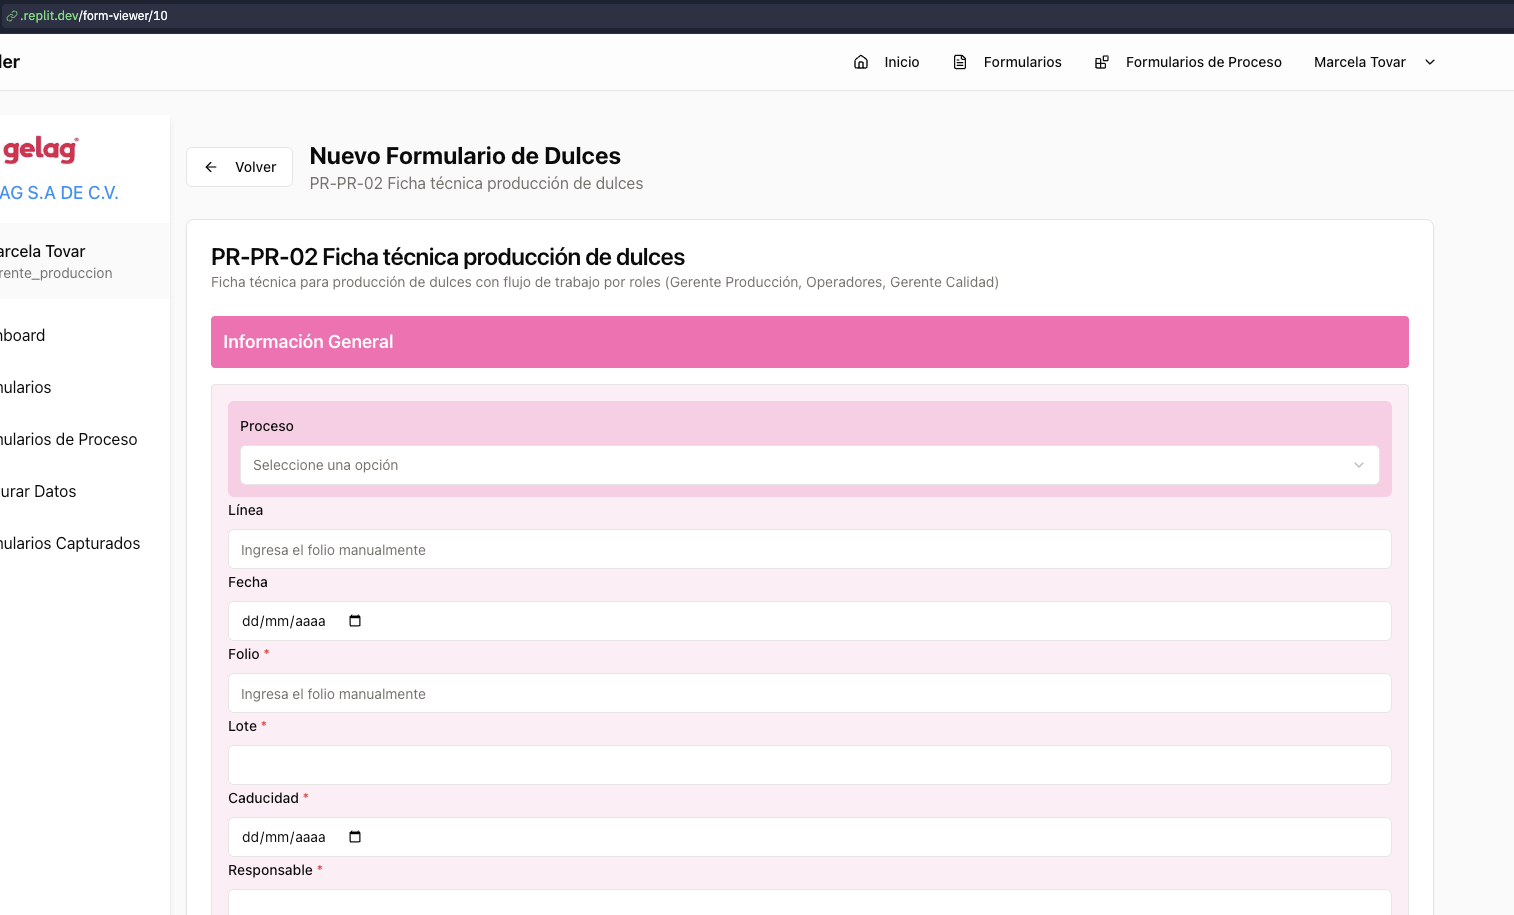 .replit.dev/form-viewer/10
ler
Inicio
Formularios
Formularios de Proceso
Marcela Tovar
gelag®
AG S.A DE C.V.
arcela Tovar
rente_produccion
nboard
nularios
nularios de Proceso
urar Datos
nularios Capturados
Volver
Nuevo Formulario de Dulces
PR-PR-02 Ficha técnica producción de dulces
PR-PR-02 Ficha técnica producción de dulces
Ficha técnica para producción de dulces con flujo de trabajo por roles (Gerente Producción, Operadores, Gerente Calidad)
Información General
Proceso
Seleccione una opción
Línea
Ingresa el folio manualmente
Fecha
dd/mm/aaaa
Folio *
Ingresa el folio manualmente
Lote *
Caducidad *
dd/mm/aaaa
Responsable *